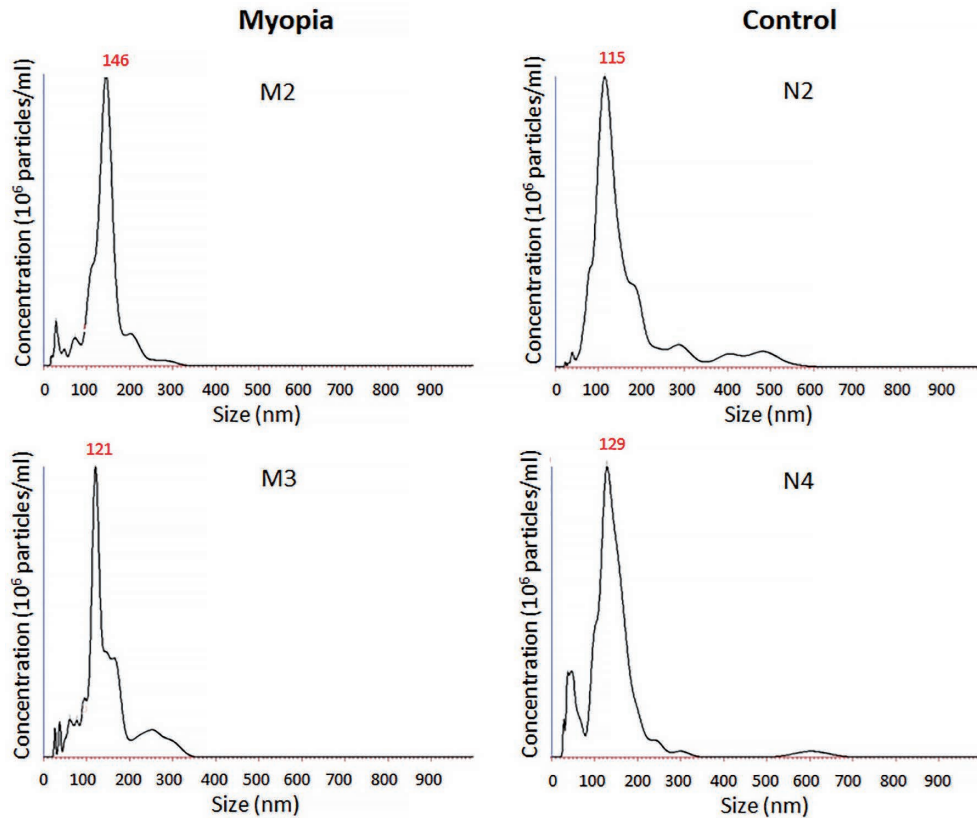 Myopia
Control
146
M2
Concentration (10⁶ particles/ml)
0 100 200 300 400 500 600 700 800 900
Size (nm)
115
N2
Concentration (10⁶ particles/ml)
0 100 200 300 400 500 600 700 800 900
Size (nm)
121
M3
Concentration (10⁶ particles/ml)
0 100 200 300 400 500 600 700 800 900
Size (nm)
129
N4
Concentration (10⁶ particles/ml)
0 100 200 300 400 500 600 700 800 900
Size (nm)